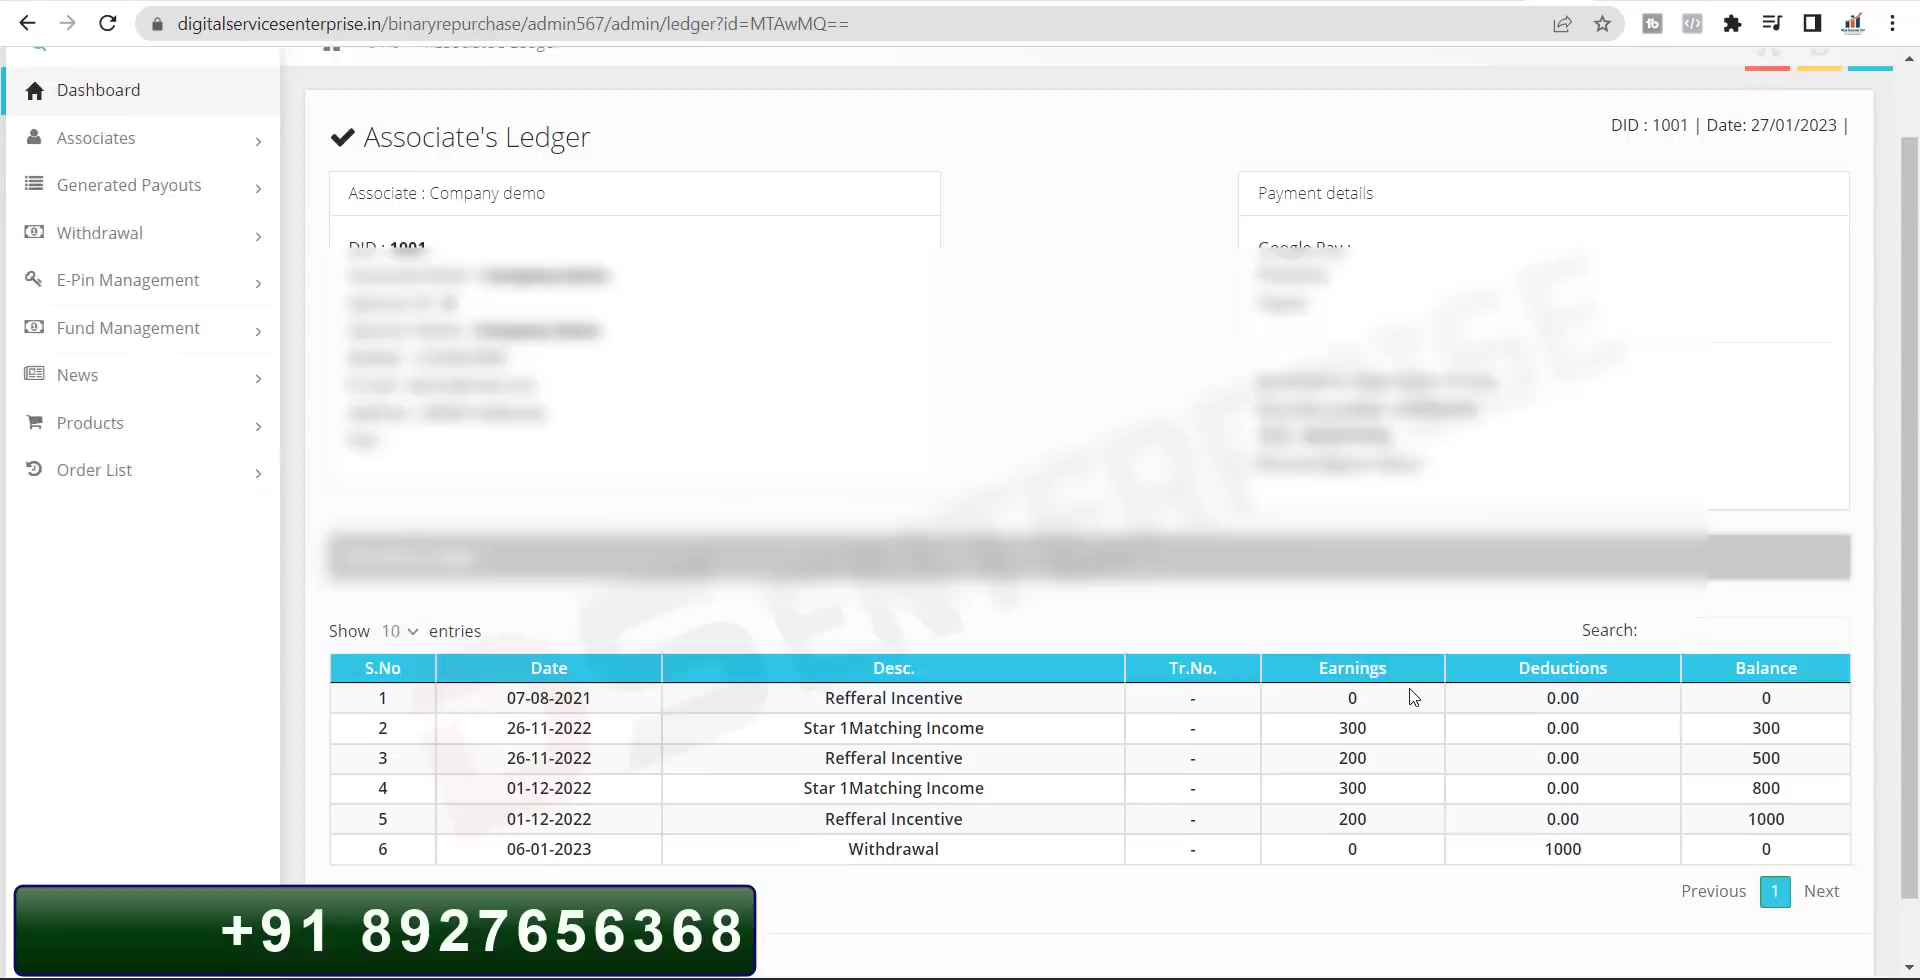 digitalservicesenterprise.in/binaryrepurchase/admin567/admin/ledger?id=MTAwMQ==
Dashboard
Associates
Generated Payouts
Withdrawal
E-Pin Management
Fund Management
News
Products
Order List
Associate's Ledger
DID : 1001 | Date: 27/01/2023 |
Associate : Company demo
DID : 1001
Payment details
Google Pay :
ENTERPRISE
Show 10 entries
Search:
S.No Date Desc. Tr.No. Earnings Deductions Balance
1 07-08-2021 Refferal Incentive - 0 0.00 0
2 26-11-2022 Star 1Matching Income - 300 0.00 300
3 26-11-2022 Refferal Incentive - 200 0.00 500
4 01-12-2022 Star 1Matching Income - 300 0.00 800
5 01-12-2022 Refferal Incentive - 200 0.00 1000
6 06-01-2023 Withdrawal - 0 1000 0
Previous 1 Next
+91 8927656368